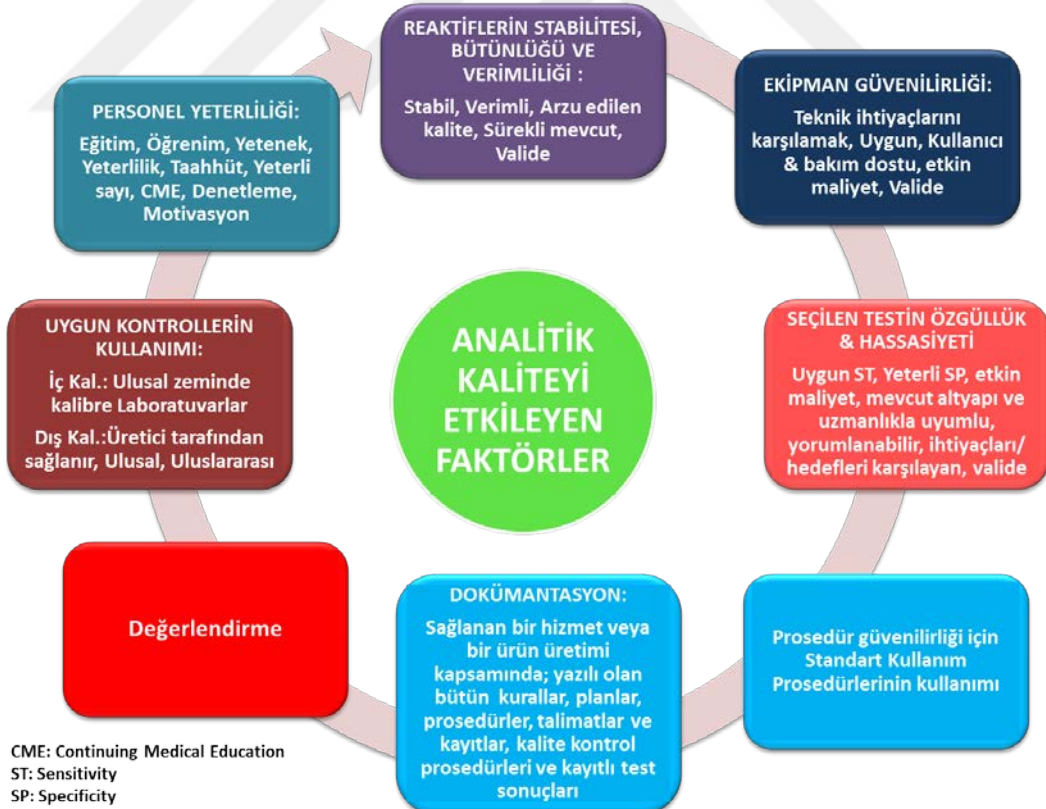 REAKTİFLERİN STABİLİTESİ,
BÜTÜNLÜĞÜ VE
VERİMLİLİĞİ :
Stabil, Verimli, Arzu edilen
kalite, Sürekli mevcut,
Valide
EKİPMAN GÜVENİLIRLİĞİ:
Teknik ihtiyaçlarını
karşılamak, Uygun, Kullanıcı
& bakım dostu, etkin
maliyet, Valide
SEÇİLEN TESTİN ÖZGÜLLÜK
& HASSASİYETİ
Uygun ST, Yeterli SP, etkin
maliyet, mevcut altyapı ve
uzmanlıkla uyumlu,
yorumlanabilir, ihtiyaçları/
hedefleri karşılayan, valide
Prosedür güvenilirliği için
Standart Kullanım
Prosedürlerinin kullanımı
DOKÜMANTASYON:
Sağlanan bir hizmet veya
bir ürün üretimi
kapsamında; yazılı olan
bütün kurallar, planlar,
prosedürler, talimatlar ve
kayıtlar, kalite kontrol
prosedürleri ve kayıtlı test
sonuçları
Değerlendirme
UYGUN KONTROLLERİN
KULLANIMI:
İç Kal.: Ulusal zeminde
kalibre Laboratuvarlar
Dış Kal.:Üretici tarafından
sağlanır, Ulusal, Uluslararası
PERSONEL YETERLİLİĞİ:
Eğitim, Öğrenim, Yetenek,
Yeterlilik, Taahhüt, Yeterli
sayı, CME, Denetleme,
Motivasyon
ANALİTİK
KALİTEYİ
ETKİLEYEN
FAKTÖRLER
CME: Continuing Medical Education
ST: Sensitivity
SP: Specificity